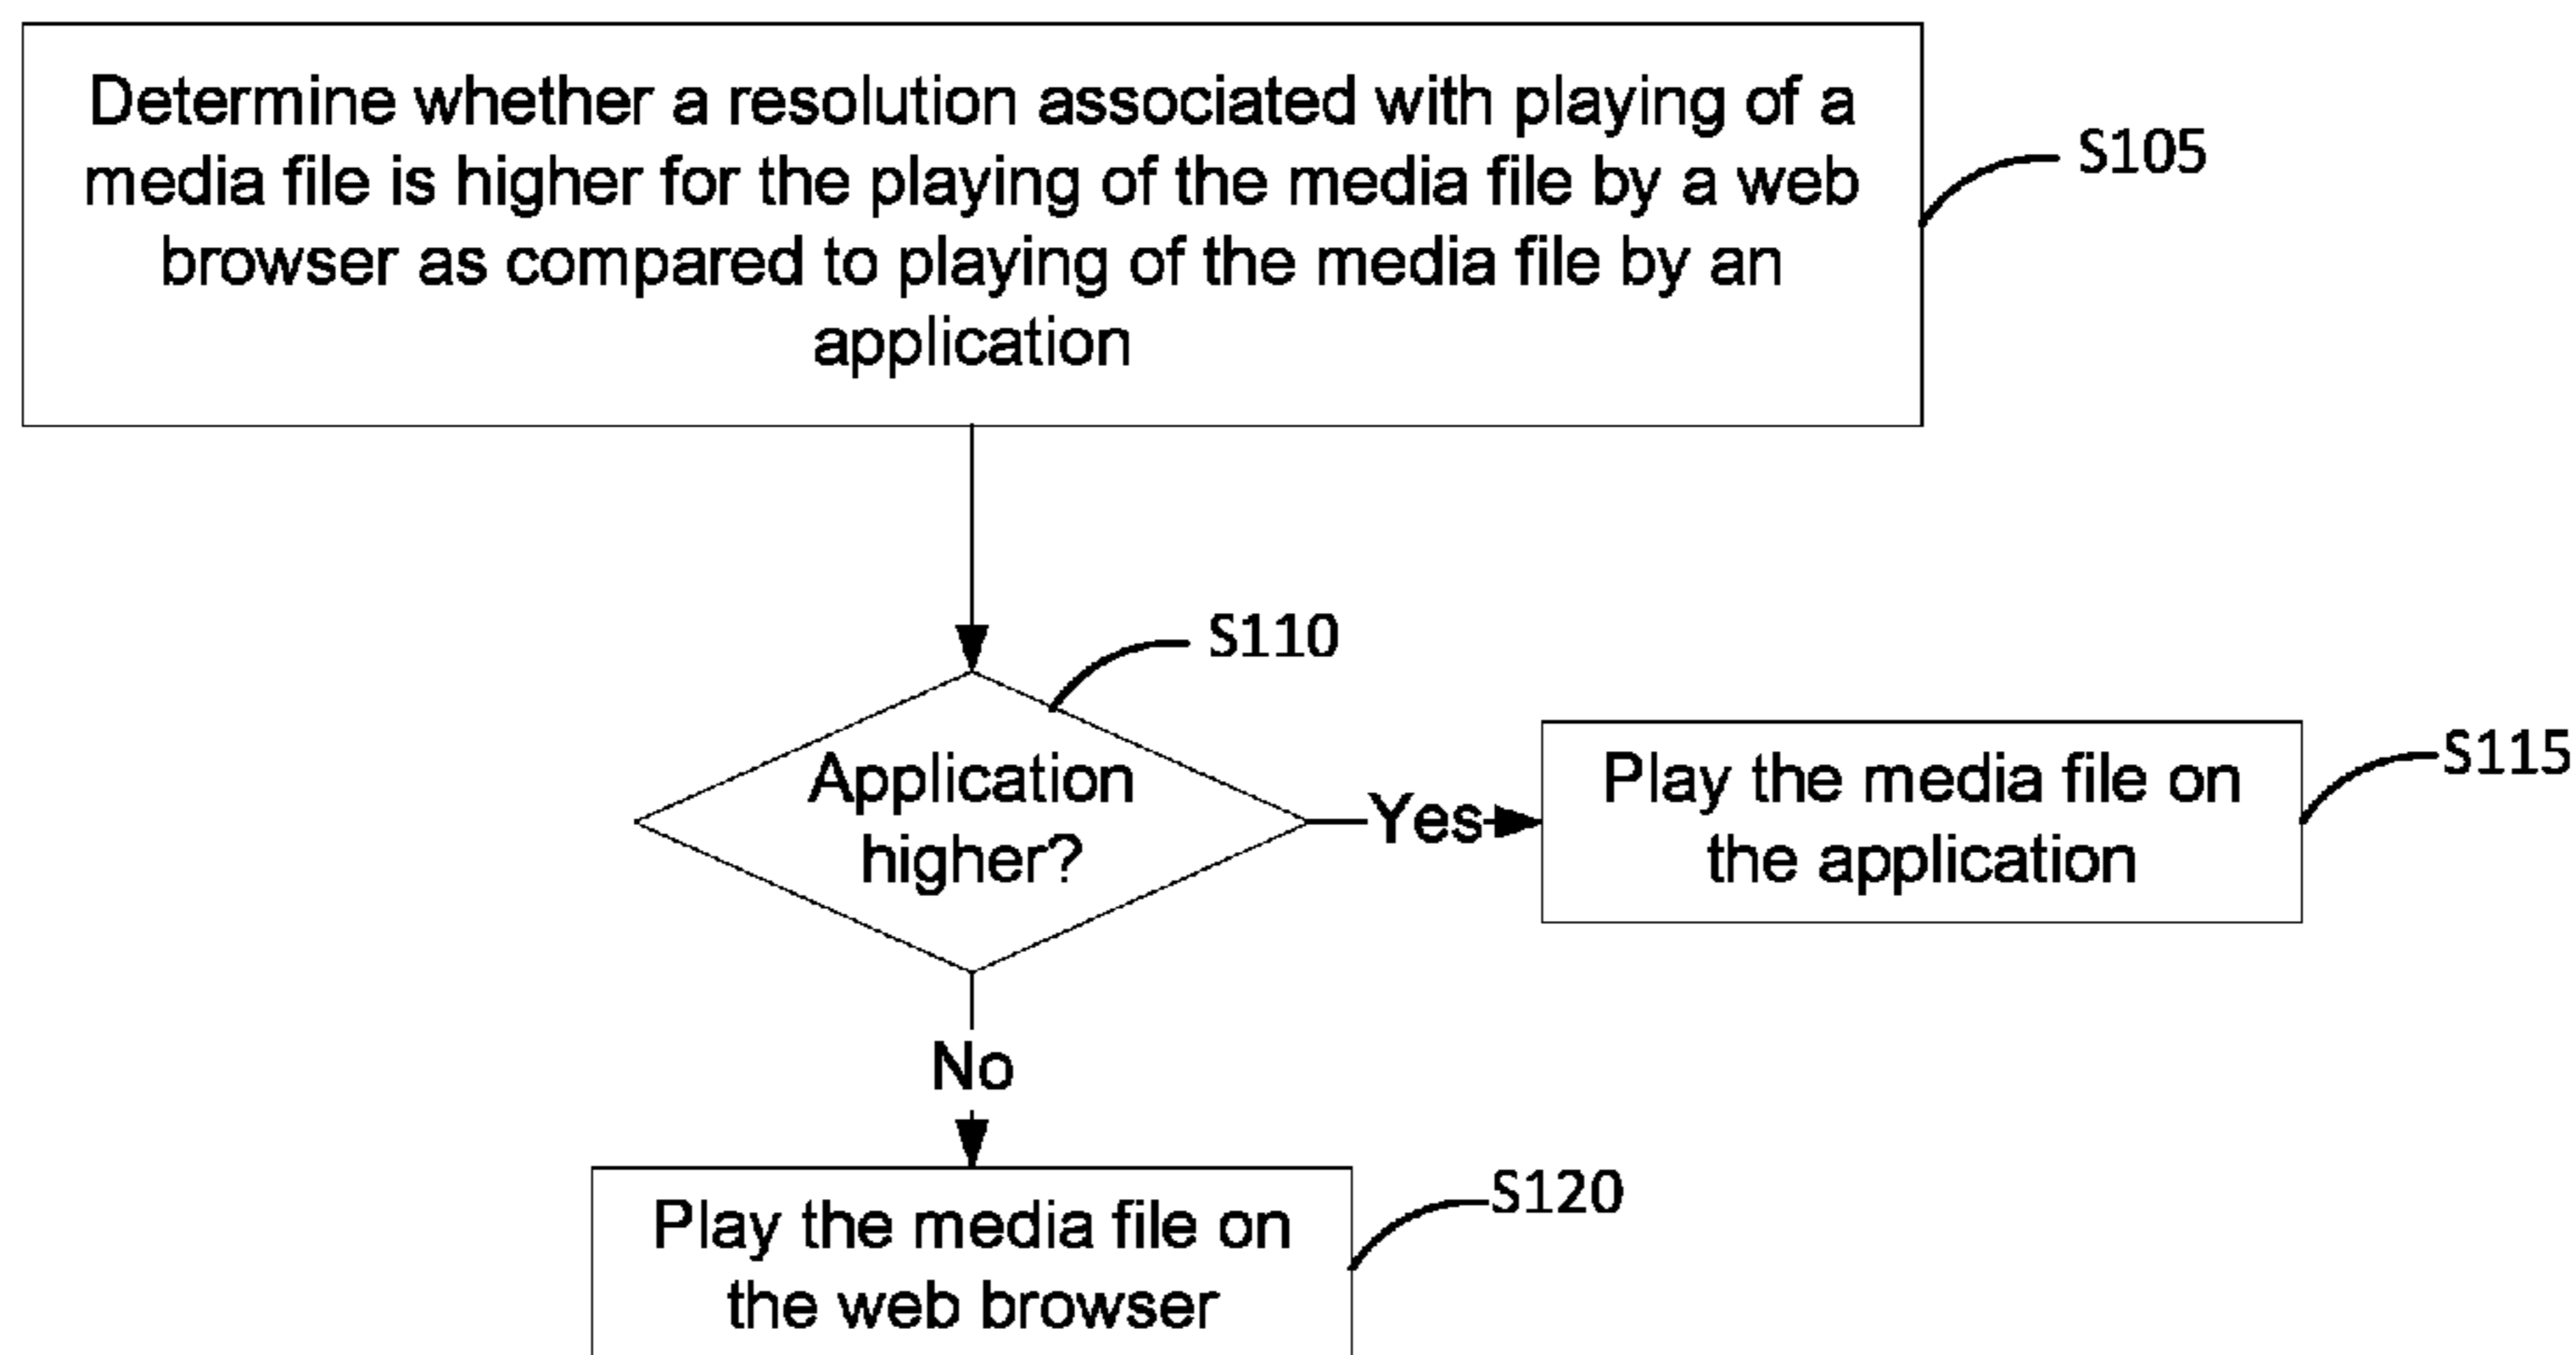 Determine whether a resolution associated with playing of a
media file is higher for the playing of the media file by a web
browser as compared to playing of the media file by an
application
S105
S110
Application
higher?
Yes
Play the media file on
the application
S115
No
Play the media file on
the web browser
S120